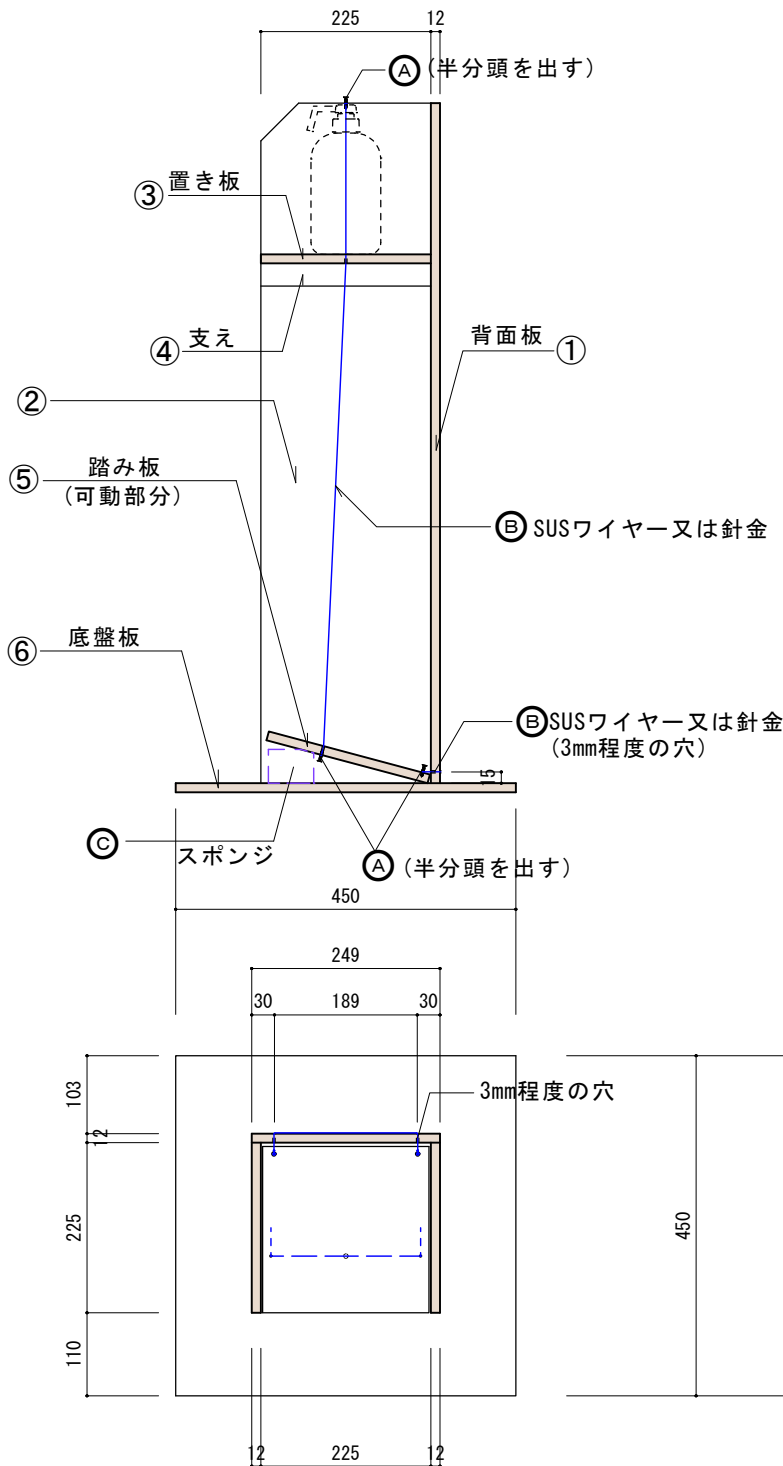 225
12
Ⓐ (半分頭を出す)
③ 置き板
④ 支え
背面板 ①
②
⑤ 踏み板
(可動部分)
Ⓑ SUSワイヤー又は針金
⑥ 底盤板
Ⓑ SUSワイヤー又は針金
(3mm程度の穴)
15
Ⓒ スポンジ
Ⓐ (半分頭を出す)
450
249
30
189
30
3mm程度の穴
103
12
225
110
450
12
225
12